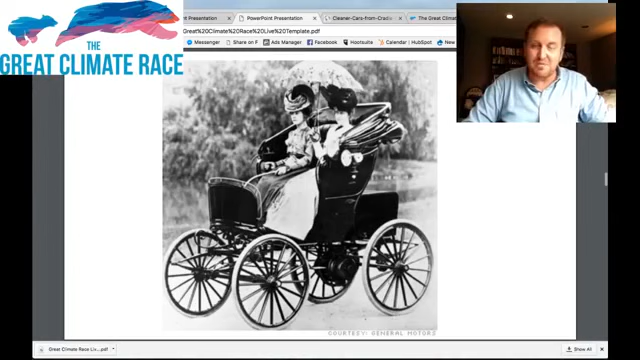 THE
GREAT CLIMATE RACE
PowerPoint Presentation
Cleaner-Cars-from-Cradle
The Great Climate
Great%20Climate%20Race%20Live%20Template.pdf
Messenger
Share on F
Ads Manager
Facebook
Hootsuite
Calendar | HubSpot
New
COURTESY: GENERAL MOTORS
Great Climate Race Liv....pdf
Show All